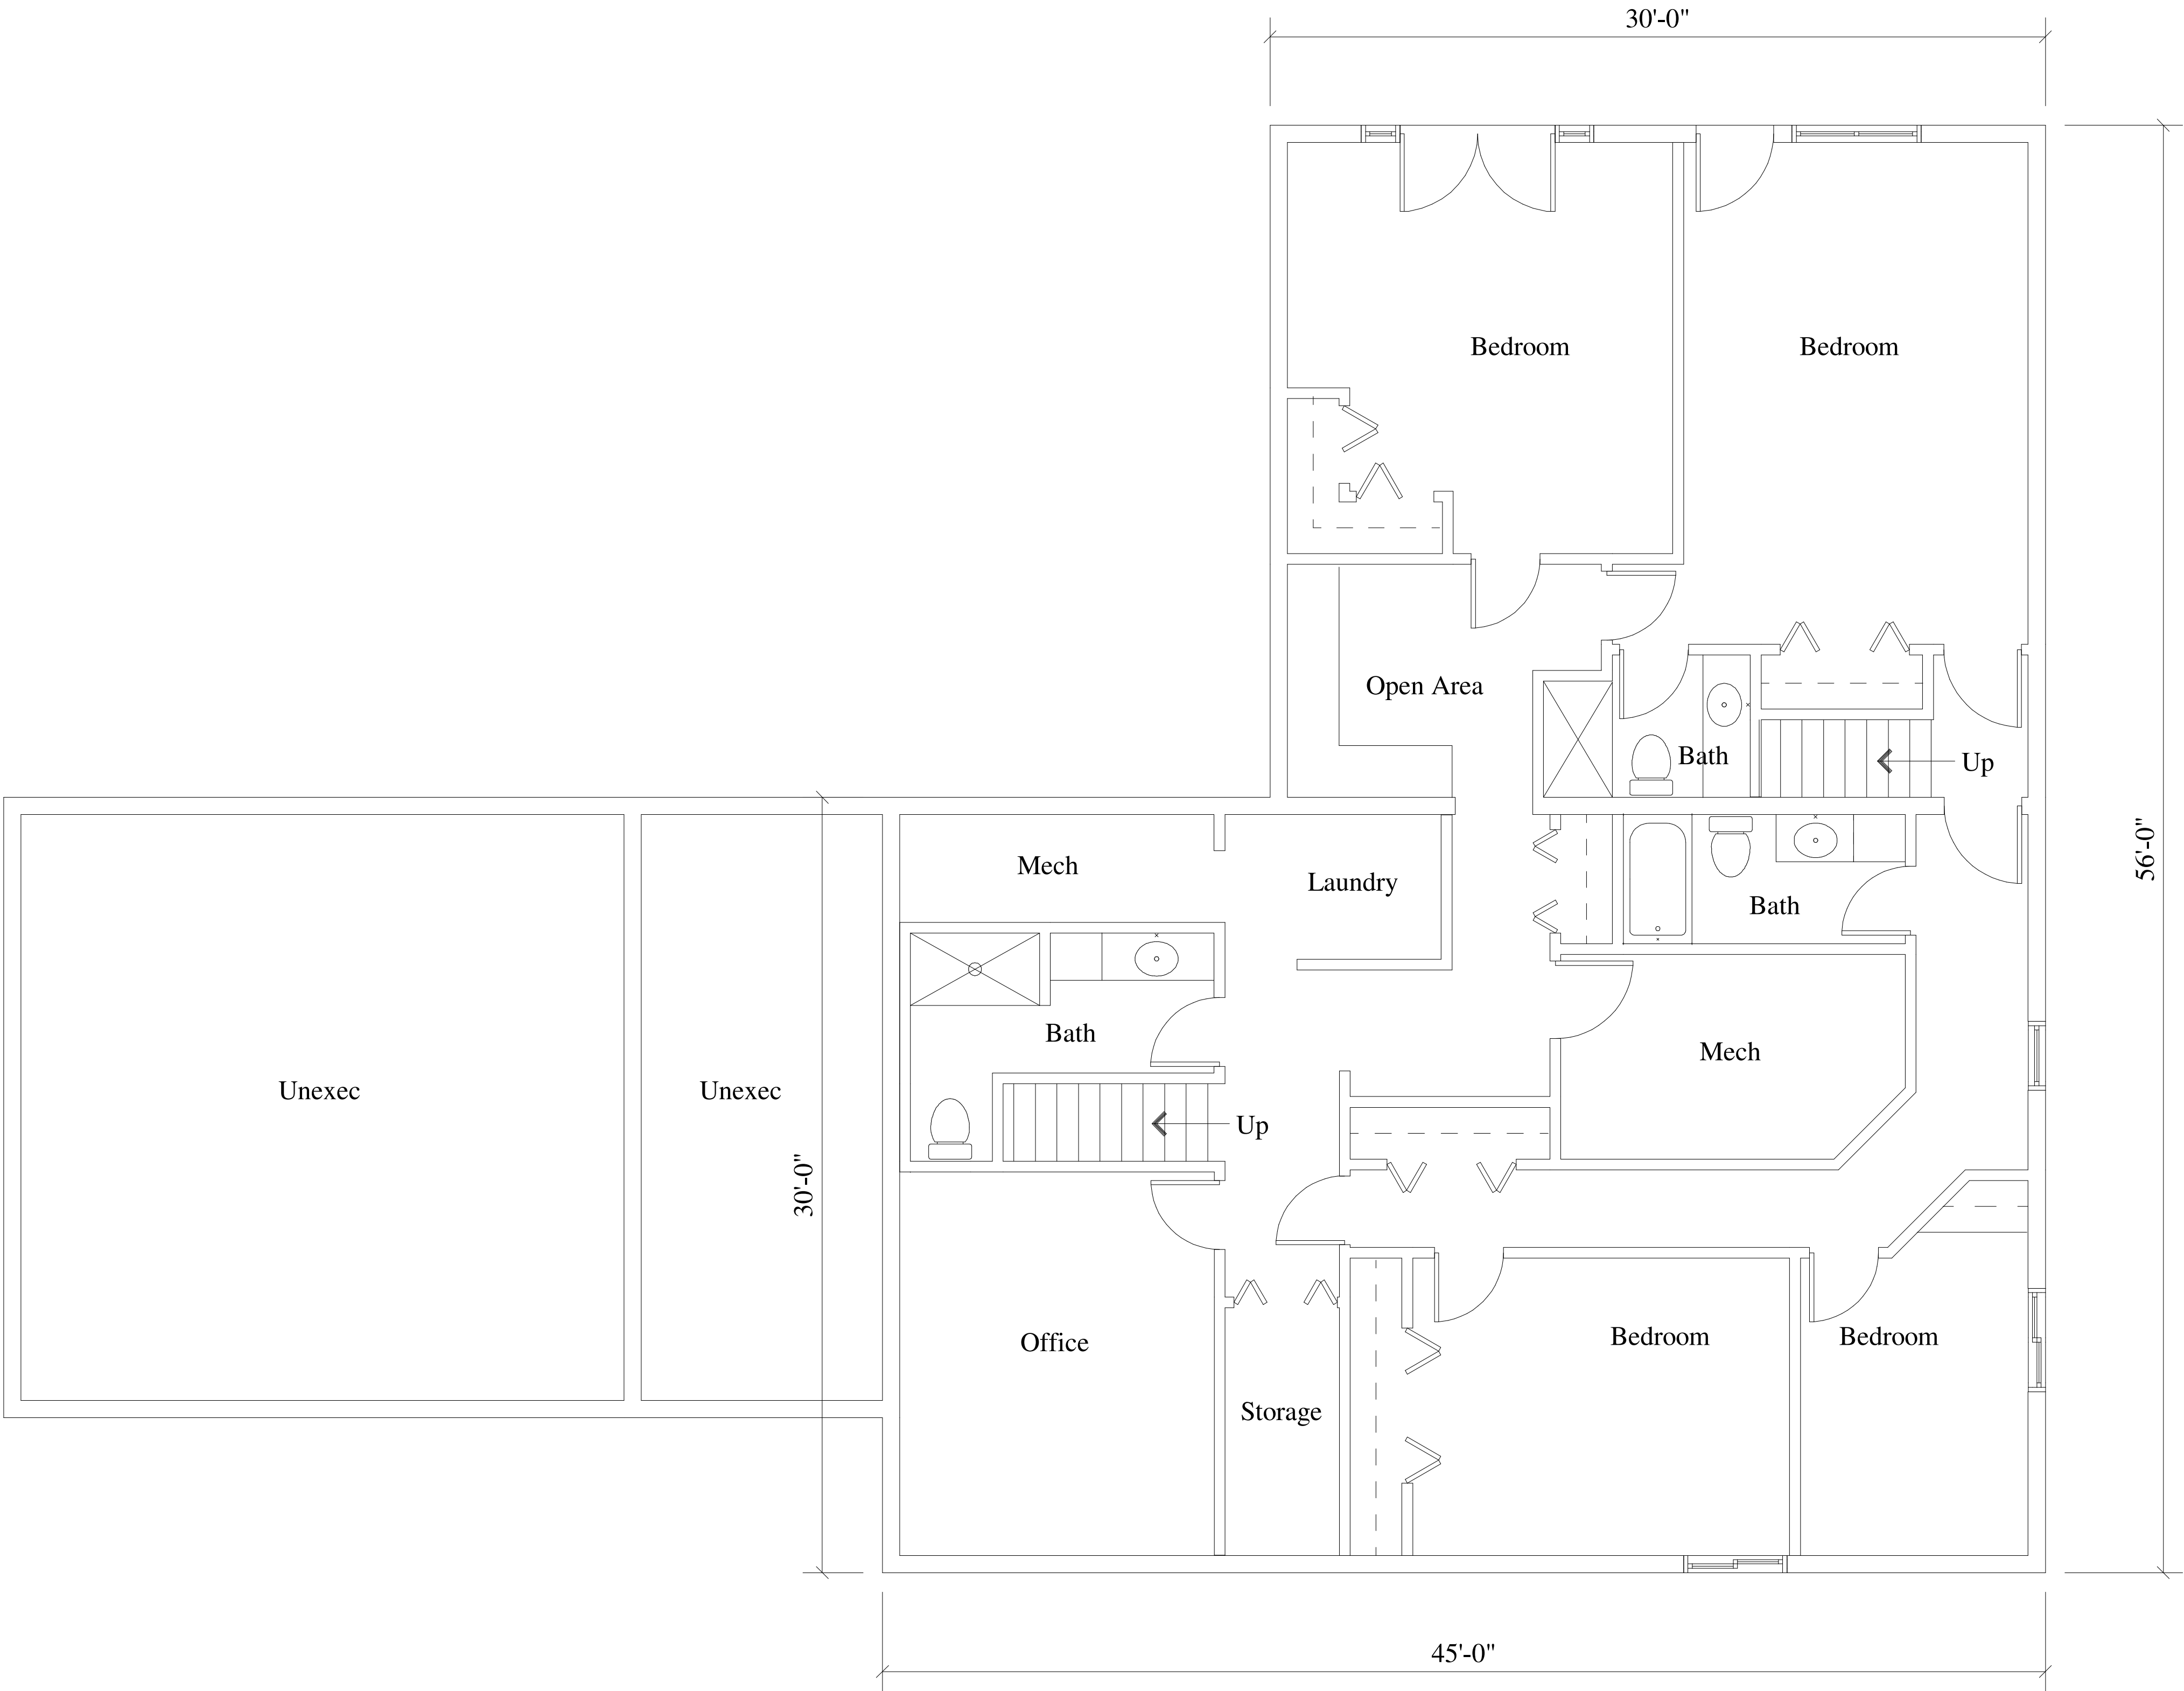 30'-0"
Bedroom
Bedroom
Open Area
Bath
Up
Mech
Laundry
56'-0"
Bath
Bath
Mech
Unexec
Unexec
Up
30'-0"
Office
Bedroom
Bedroom
Storage
45'-0"